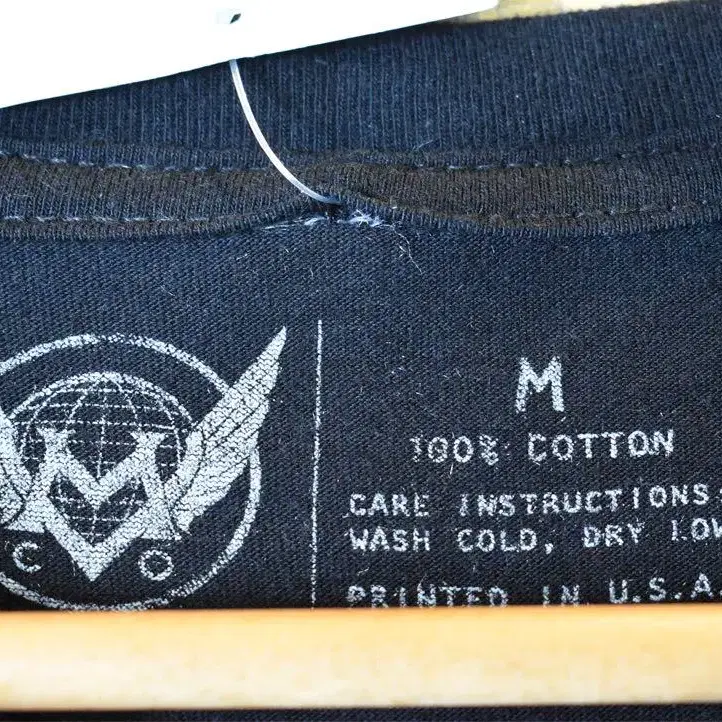 M
C O
M
100% COTTON
CARE INSTRUCTIONS
WASH COLD, DRY LOW
PRINTED IN U.S.A.